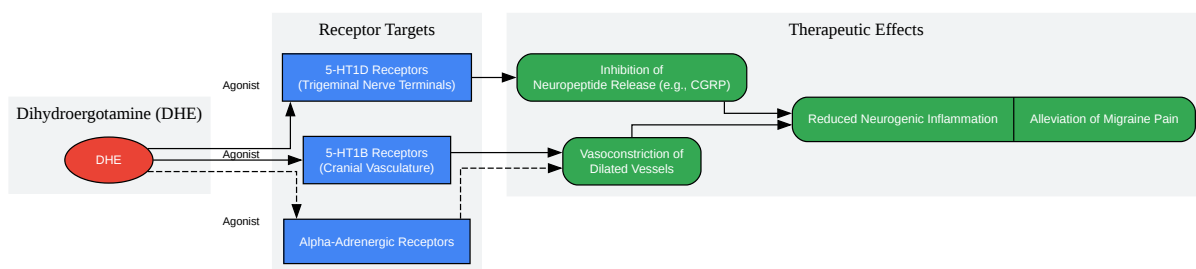 Receptor Targets
Therapeutic Effects
Dihydroergotamine (DHE)
DHE
Agonist
Agonist
Agonist
5-HT1D Receptors
(Trigeminal Nerve Terminals)
5-HT1B Receptors
(Cranial Vasculature)
Alpha-Adrenergic Receptors
Inhibition of
Neuropeptide Release (e.g., CGRP)
Vasoconstriction of
Dilated Vessels
Reduced Neurogenic Inflammation
Alleviation of Migraine Pain